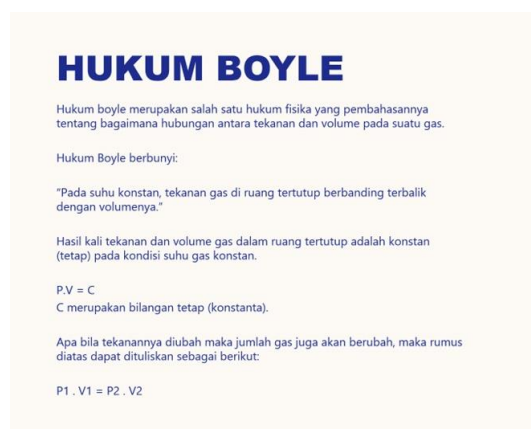 HUKUM BOYLE
Hukum boyle merupakan salah satu hukum fisika yang pembahasannya
tentang bagaimana hubungan antara tekanan dan volume pada suatu gas.
Hukum Boyle berbunyi:
"Pada suhu konstan, tekanan gas di ruang tertutup berbanding terbalik
dengan volumenya."
Hasil kali tekanan dan volume gas dalam ruang tertutup adalah konstan
(tetap) pada kondisi suhu gas konstan.
P.V = C
C merupakan bilangan tetap (konstanta).
Apa bila tekanannya diubah maka jumlah gas juga akan berubah, maka rumus
diatas dapat dituliskan sebagai berikut:
P1 . V1 = P2 . V2